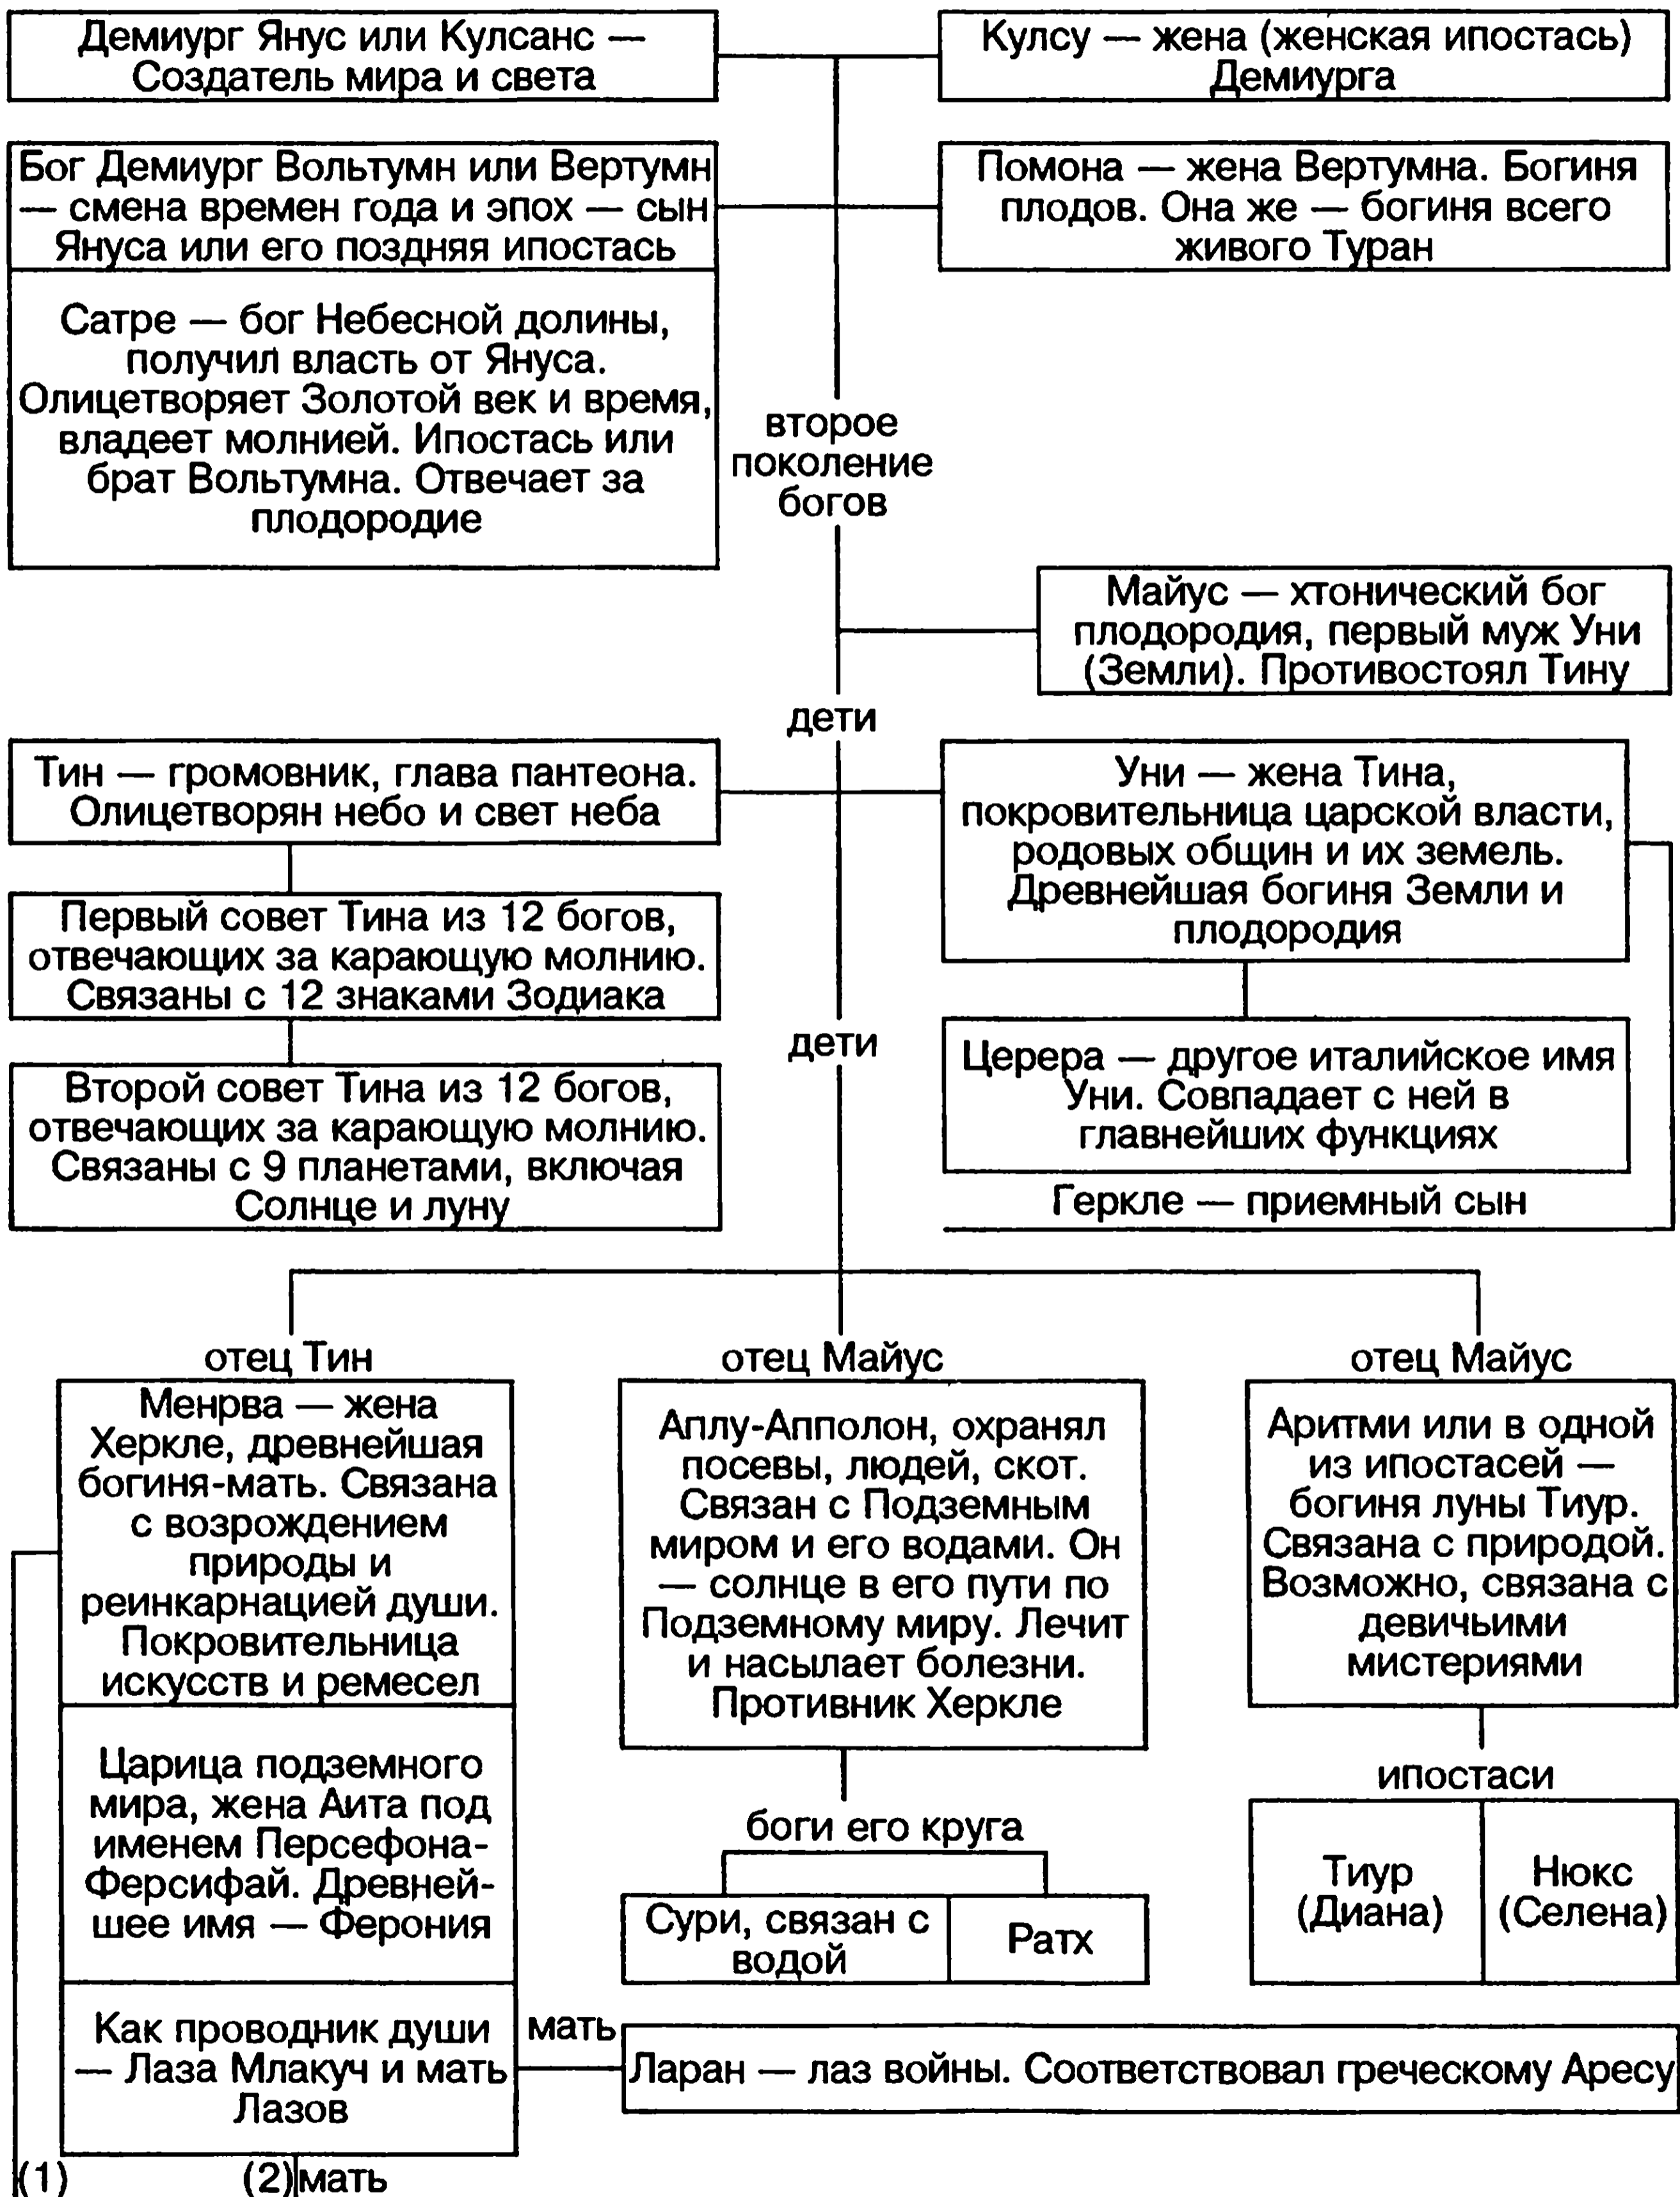 Демиург Янус или Кулсанс —
Создатель мира и света
Кулсу — жена (женская ипостась)
Демиурга
Бог Демиург Вольтумн или Вертумн
— смена времен года и эпох — сын
Януса или его поздняя ипостась
Помона — жена Вертумна. Богиня
плодов. Она же — богиня всего
живого Туран
Сатре — бог Небесной долины,
получил власть от Януса.
Олицетворяет Золотой век и время,
владеет молнией. Ипостась или
брат Вольтумна. Отвечает за
плодородие
второе
поколение
богов
Майус — хтонический бог
плодородия, первый муж Уни
(Земли). Противостоял Тину
дети
Тин — громовник, глава пантеона.
Олицетворян небо и свет неба
Уни — жена Тина,
покровительница царской власти,
родовых общин и их земель.
Древнейшая богиня Земли и
плодородия
Первый совет Тина из 12 богов,
отвечающих за карающую молнию.
Связаны с 12 знаками Зодиака
дети
Церера — другое италийское имя
Уни. Совпадает с ней в
главнейших функциях
Второй совет Тина из 12 богов,
отвечающих за карающую молнию.
Связаны с 9 планетами, включая
Солнце и луну
Геркле — приемный сын
отец Тин
Менрва — жена
Херкле, древнейшая
богиня-мать. Связана
с возрождением
природы и
реинкарнацией души.
Покровительница
искусств и ремесел
Царица подземного
мира, жена Аита под
именем Персефона-
Ферсифай. Древней-
шее имя — Ферония
Как проводник души
— Лаза Млакуч и мать
Лазов
отец Майус
Аплу-Апполон, охранял
посевы, людей, скот.
Связан с Подземным
миром и его водами. Он
— солнце в его пути по
Подземному миру. Лечит
и насылает болезни.
Противник Херкле
боги его круга
Сури, связан с
водой
Ратх
отец Майус
Аритми или в одной
из ипостасей —
богиня луны Тиур.
Связана с природой.
Возможно, связана с
девичьими
мистериями
ипостаси
Тиур
(Диана)
Нюкс
(Селена)
мать
Ларан — лаз войны. Соответствовал греческому Аресу
(1)
(2) мать